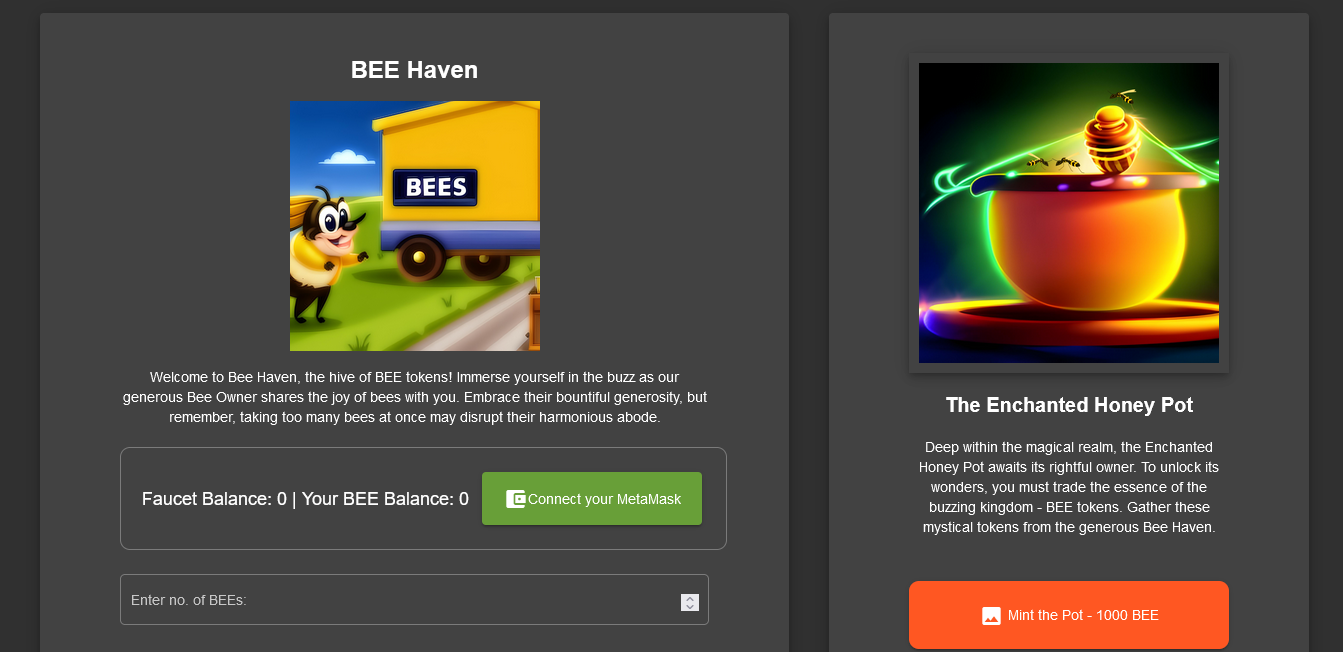 BEE Haven
BEES
Welcome to Bee Haven, the hive of BEE tokens! Immerse yourself in the buzz as our
generous Bee Owner shares the joy of bees with you. Embrace their bountiful generosity, but
remember, taking too many bees at once may disrupt their harmonious abode.
Faucet Balance: 0 | Your BEE Balance: 0
Connect your MetaMask
Enter no. of BEEs:
The Enchanted Honey Pot
Deep within the magical realm, the Enchanted
Honey Pot awaits its rightful owner. To unlock its
wonders, you must trade the essence of the
buzzing kingdom - BEE tokens. Gather these
mystical tokens from the generous Bee Haven.
Mint the Pot - 1000 BEE